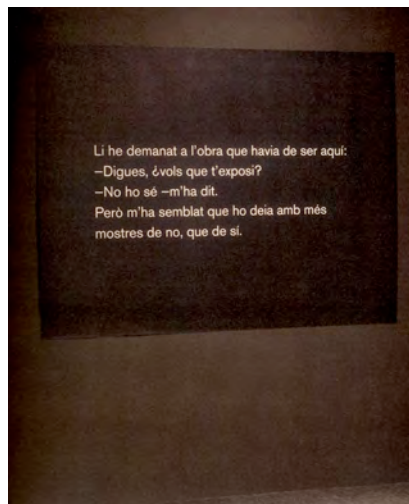 Li he demanat a l'obra que havia de ser aquí:
–Digues, ¿vols que t'exposi?
–No ho sé –m'ha dit.
Però m'ha semblat que ho deia amb més
mostres de no, que de sí.